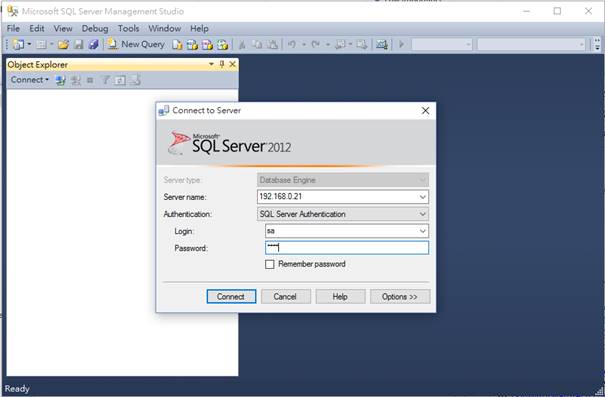 Microsoft SQL Server Management Studio
File Edit View Debug Tools Window Help
New Query
Object Explorer
Connect
Connect to Server
Microsoft
SQL Server 2012
Server type: Database Engine
Server name: 192.168.0.21
Authentication: SQL Server Authentication
Login: sa
Password: ****
Remember password
Connect Cancel Help Options >>
Ready